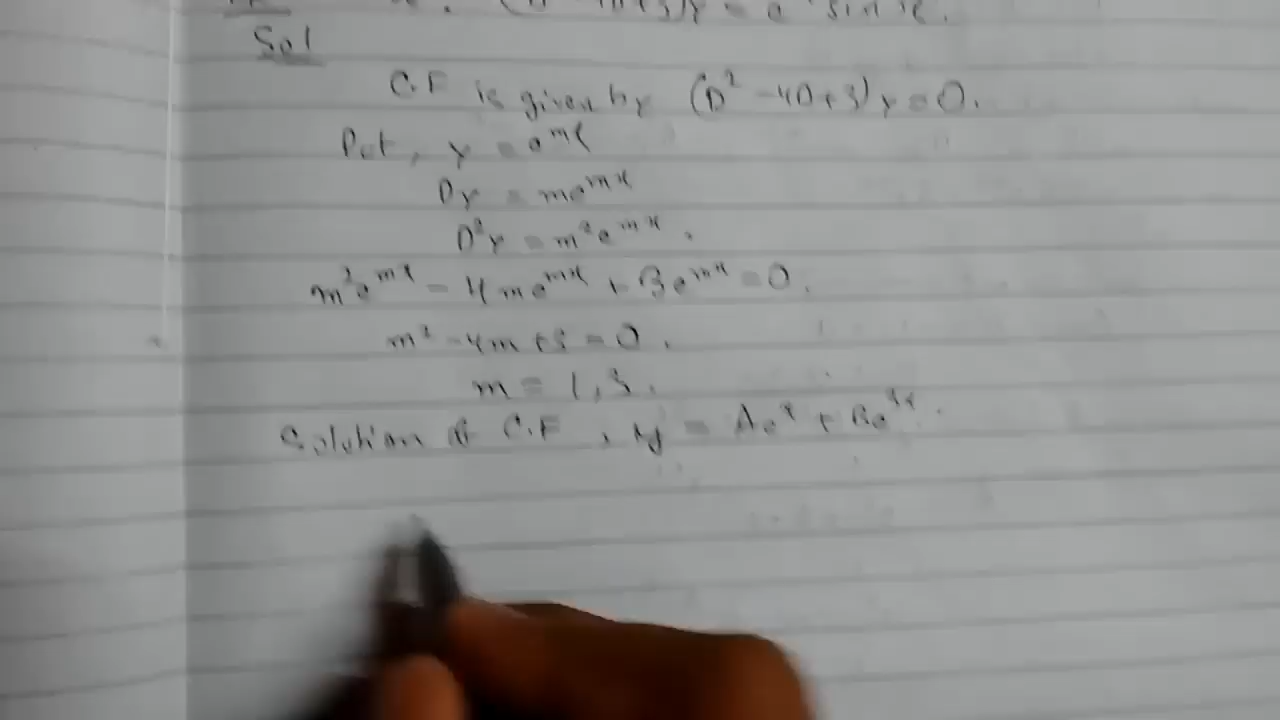 Sol
C.F is given by (D² - 4D + 3)y = 0.
Put, y = e^mx
Dy = me^mx
D²y = m²e^mx.
m²e^mx - 4me^mx + 3e^mx = 0.
m² - 4m + 3 = 0.
m = 1, 3.
Solution of C.F, y = Ae^x + Be^3x.